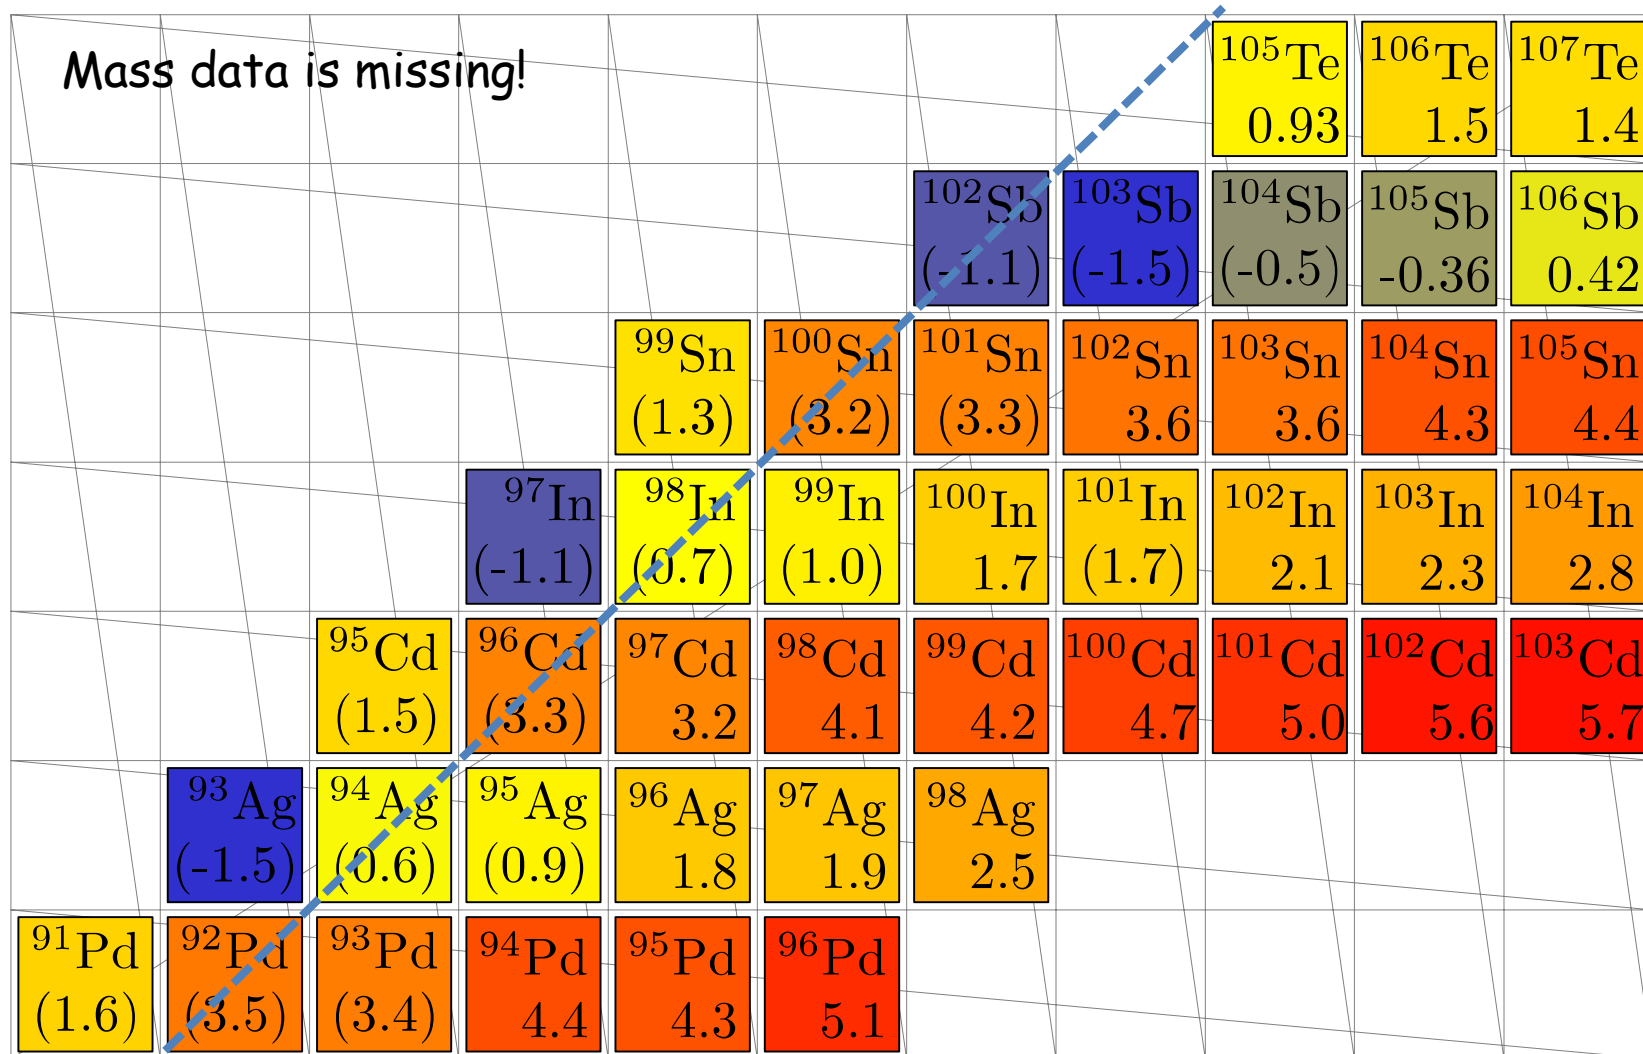 Mass data is missing!
¹⁰⁵Te ¹⁰⁶Te ¹⁰⁷Te
0.93 1.5 1.4
¹⁰²Sb ¹⁰³Sb ¹⁰⁴Sb ¹⁰⁵Sb ¹⁰⁶Sb
(-1.1) (-1.5) (-0.5) -0.36 0.42
⁹⁹Sn ¹⁰⁰Sn ¹⁰¹Sn ¹⁰²Sn ¹⁰³Sn ¹⁰⁴Sn ¹⁰⁵Sn
(1.3) (3.2) (3.3) 3.6 3.6 4.3 4.4
⁹⁷In ⁹⁸In ⁹⁹In ¹⁰⁰In ¹⁰¹In ¹⁰²In ¹⁰³In ¹⁰⁴In
(-1.1) (0.7) (1.0) 1.7 (1.7) 2.1 2.3 2.8
⁹⁵Cd ⁹⁶Cd ⁹⁷Cd ⁹⁸Cd ⁹⁹Cd ¹⁰⁰Cd ¹⁰¹Cd ¹⁰²Cd ¹⁰³Cd
(1.5) (3.3) 3.2 4.1 4.2 4.7 5.0 5.6 5.7
⁹³Ag ⁹⁴Ag ⁹⁵Ag ⁹⁶Ag ⁹⁷Ag ⁹⁸Ag
(-1.5) (0.6) (0.9) 1.8 1.9 2.5
⁹¹Pd ⁹²Pd ⁹³Pd ⁹⁴Pd ⁹⁵Pd ⁹⁶Pd
(1.6) (3.5) (3.4) 4.4 4.3 5.1